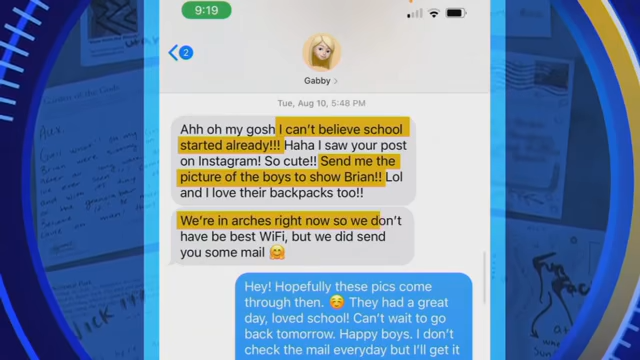 9:19
2
Gabby >
Tue, Aug 10, 5:48 PM
Ahh oh my gosh I can't believe school
started already!!! Haha I saw your post
on Instagram! So cute!! Send me the
picture of the boys to show Brian!! Lol
and I love their backpacks too!!
We're in arches right now so we don't
have be best WiFi, but we did send
you some mail 🤗
Hey! Hopefully these pics come
through then. ☺️ They had a great
day, loved school! Can't wait to go
back tomorrow. Happy boys. I don't
check the mail everyday but I'll get it